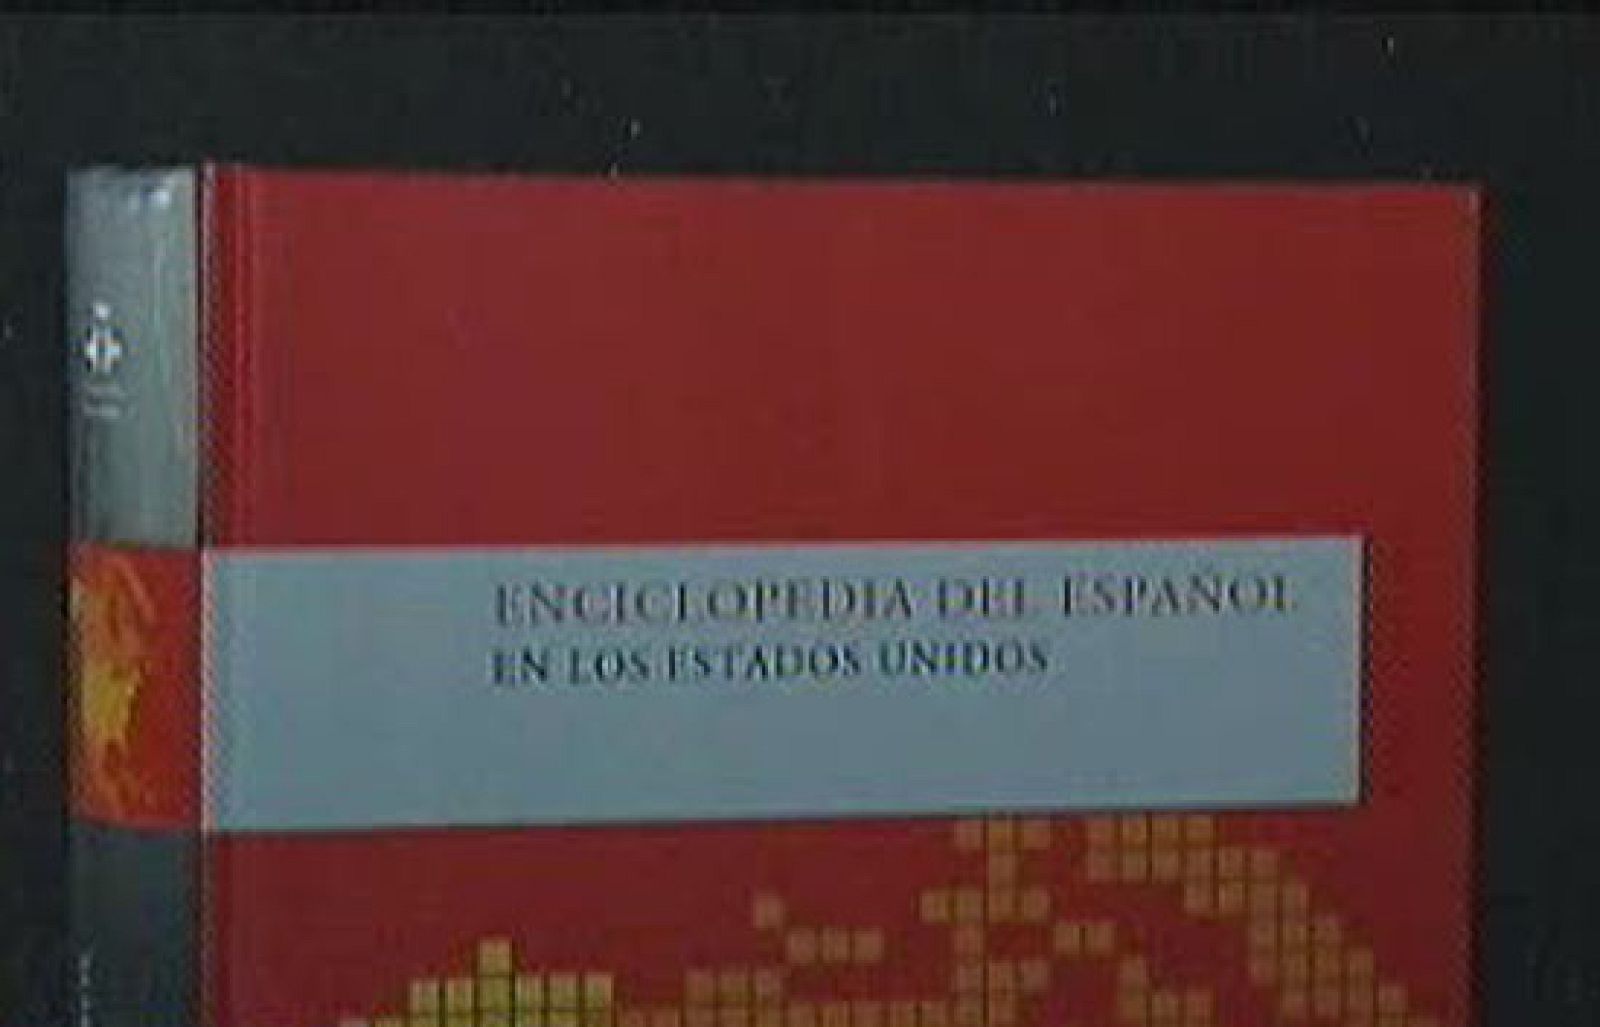 ENCICLOPEDIA DEL ESPAÑOL
EN LOS ESTADOS UNIDOS